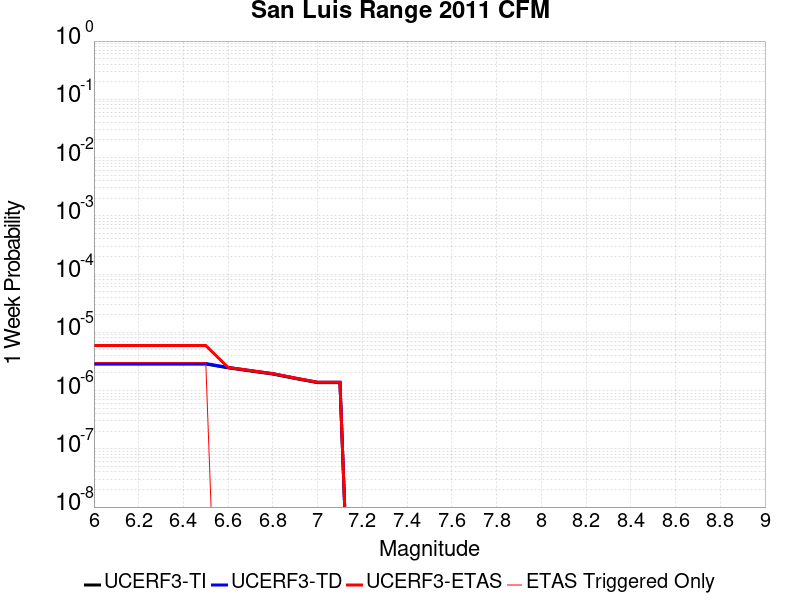 San Luis Range 2011 CFM
10^0
10^-1
10^-2
10^-3
10^-4
10^-5
10^-6
10^-7
10^-8
1 Week Probability
6 6.2 6.4 6.6 6.8 7 7.2 7.4 7.6 7.8 8 8.2 8.4 8.6 8.8 9
Magnitude
UCERF3-TI UCERF3-TD UCERF3-ETAS ETAS Triggered Only